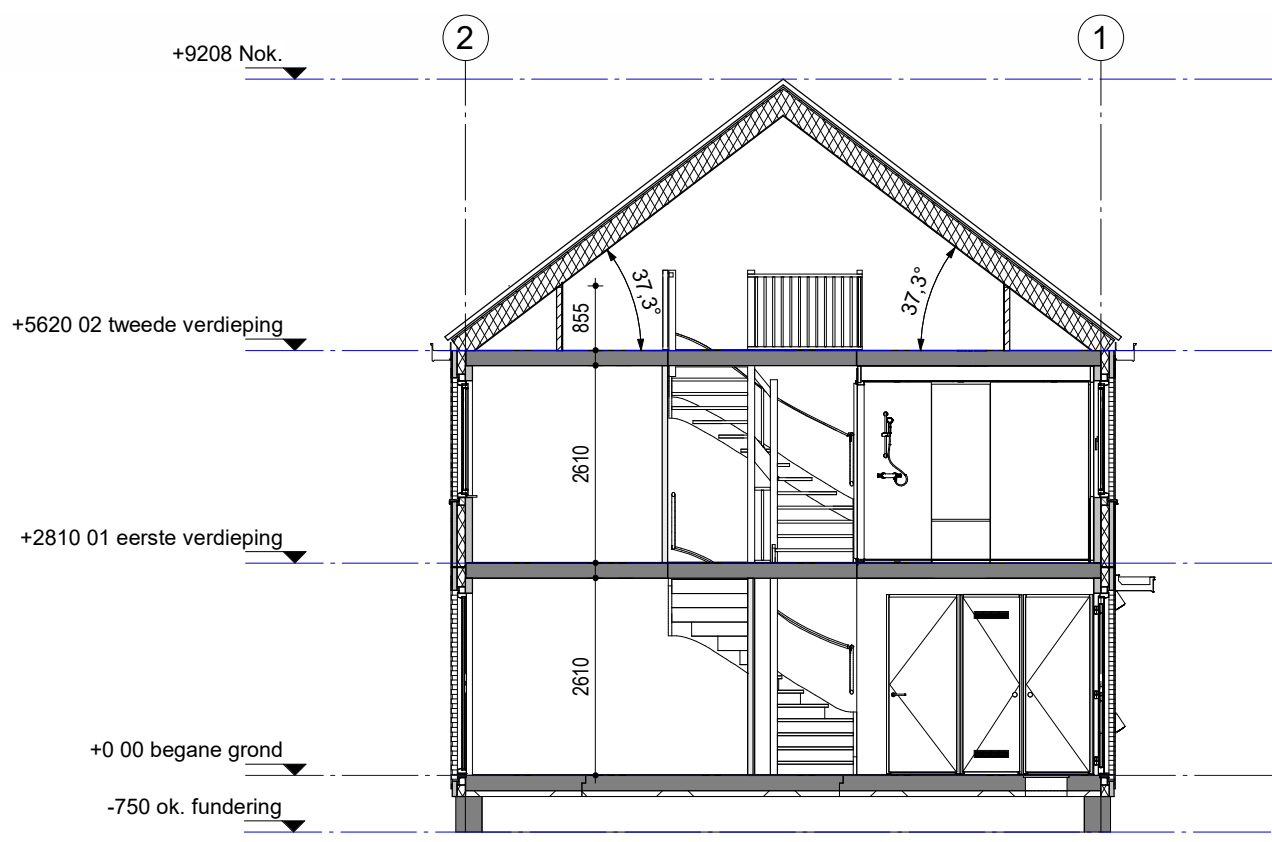 2
1
+9208 Nok.
37,3°
37,3°
855
+5620 02 tweede verdieping
2610
+2810 01 eerste verdieping
2610
+0 00 begane grond
-750 ok. fundering